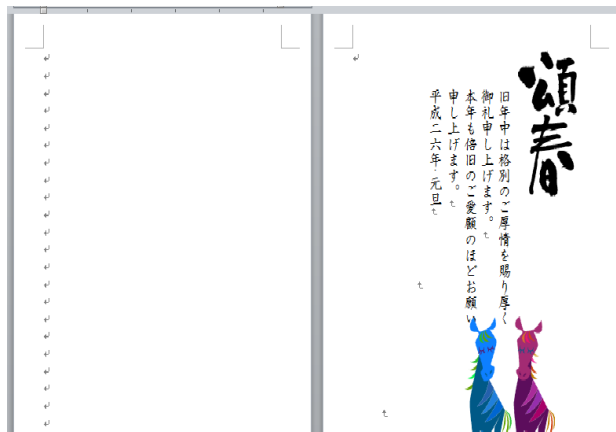 頌春
旧年中は格別のご厚情を賜り厚く
御礼申し上げます。
本年も倍旧のご愛顧のほどお願い
申し上げます。
平成二六年 元旦